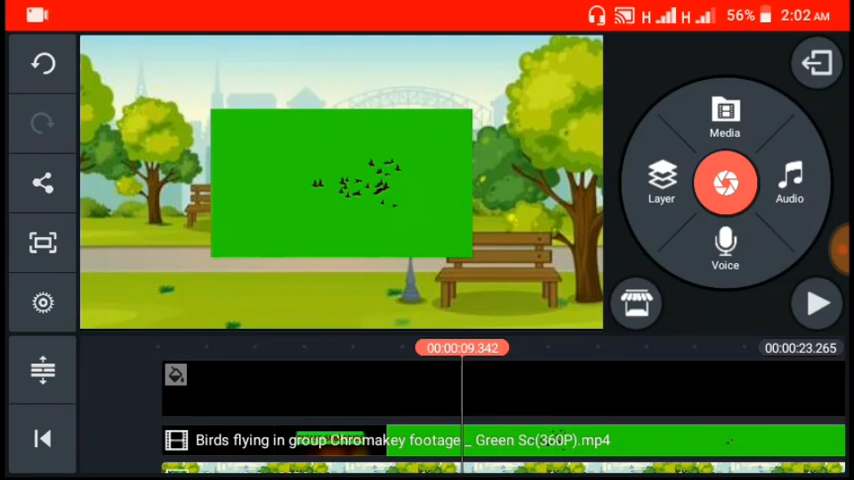 H H 56% 2:02 AM
Media
Layer
Audio
Voice
00:00:09.342
00:00:23.265
Birds flying in group Chromakey footage _ Green Sc(360P).mp4